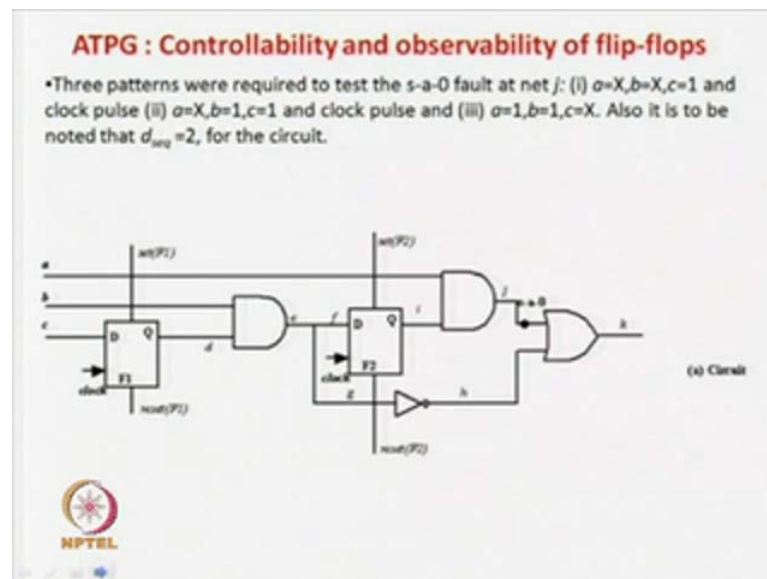 ATPG : Controllability and observability of flip-flops
•Three patterns were required to test the s-a-0 fault at net j: (i) a=X,b=X,c=1 and
clock pulse (ii) a=X,b=1,c=1 and clock pulse and (iii) a=1,b=1,c=X. Also it is to be
noted that dseq =2, for the circuit.
set(F1)
set(F2)
a
b
c
D Q
F1
clock
reset(F1)
d
e
f
D Q
F2
clock
reset(F2)
g
h
i
j
s-a-0
k
(a) Circuit
NPTEL